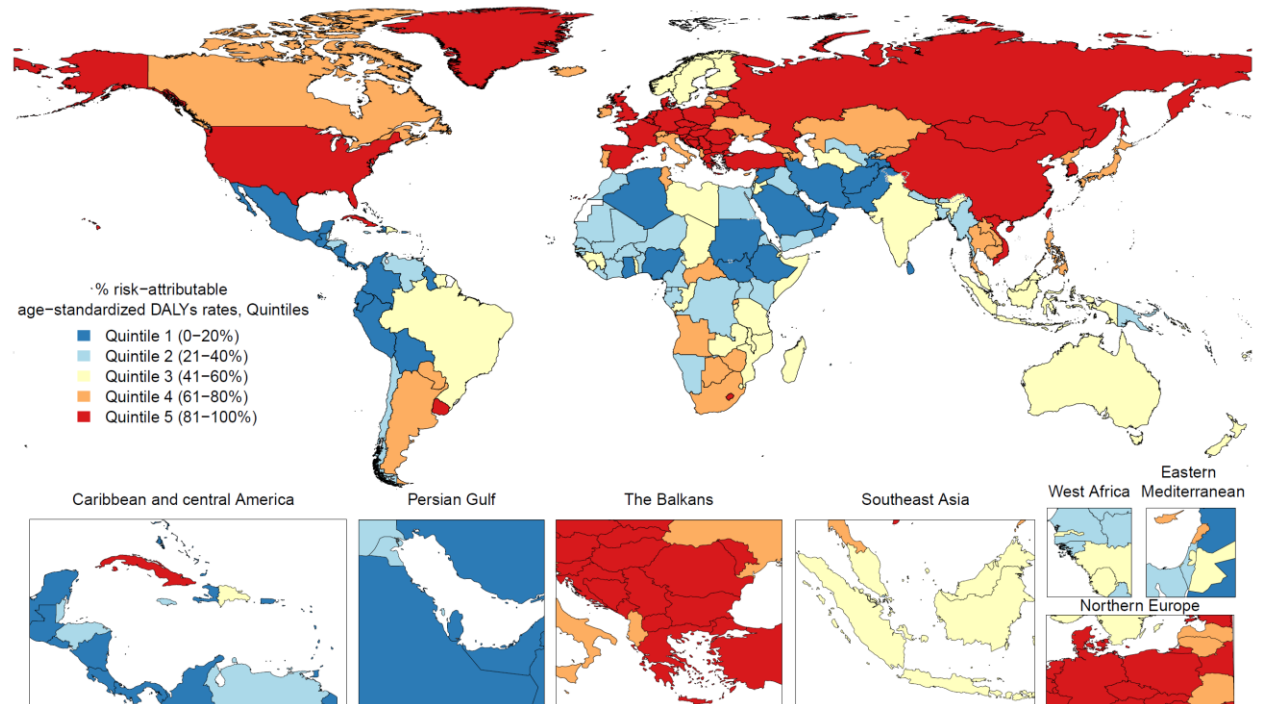 ·% risk−attributable
age−standardized DALYs rates, Quintiles
Quintile 1 (0−20%)
Quintile 2 (21−40%)
Quintile 3 (41−60%)
Quintile 4 (61−80%)
Quintile 5 (81−100%)
Caribbean and central America
Persian Gulf
The Balkans
Southeast Asia
West Africa
Eastern
Mediterranean
Northern Europe